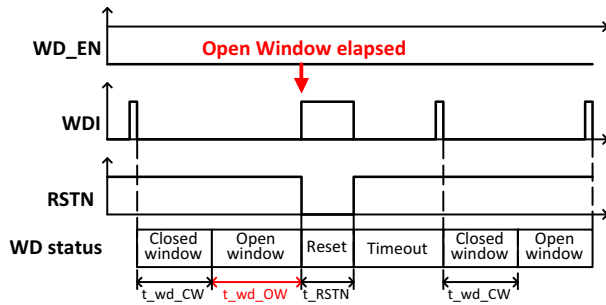 WD_EN
Open Window elapsed
WDI
RSTN
WD status
Closed window
Open window
Reset
Timeout
Closed window
Open window
t_wd_CW
t_wd_OW
t_RSTN
t_wd_CW